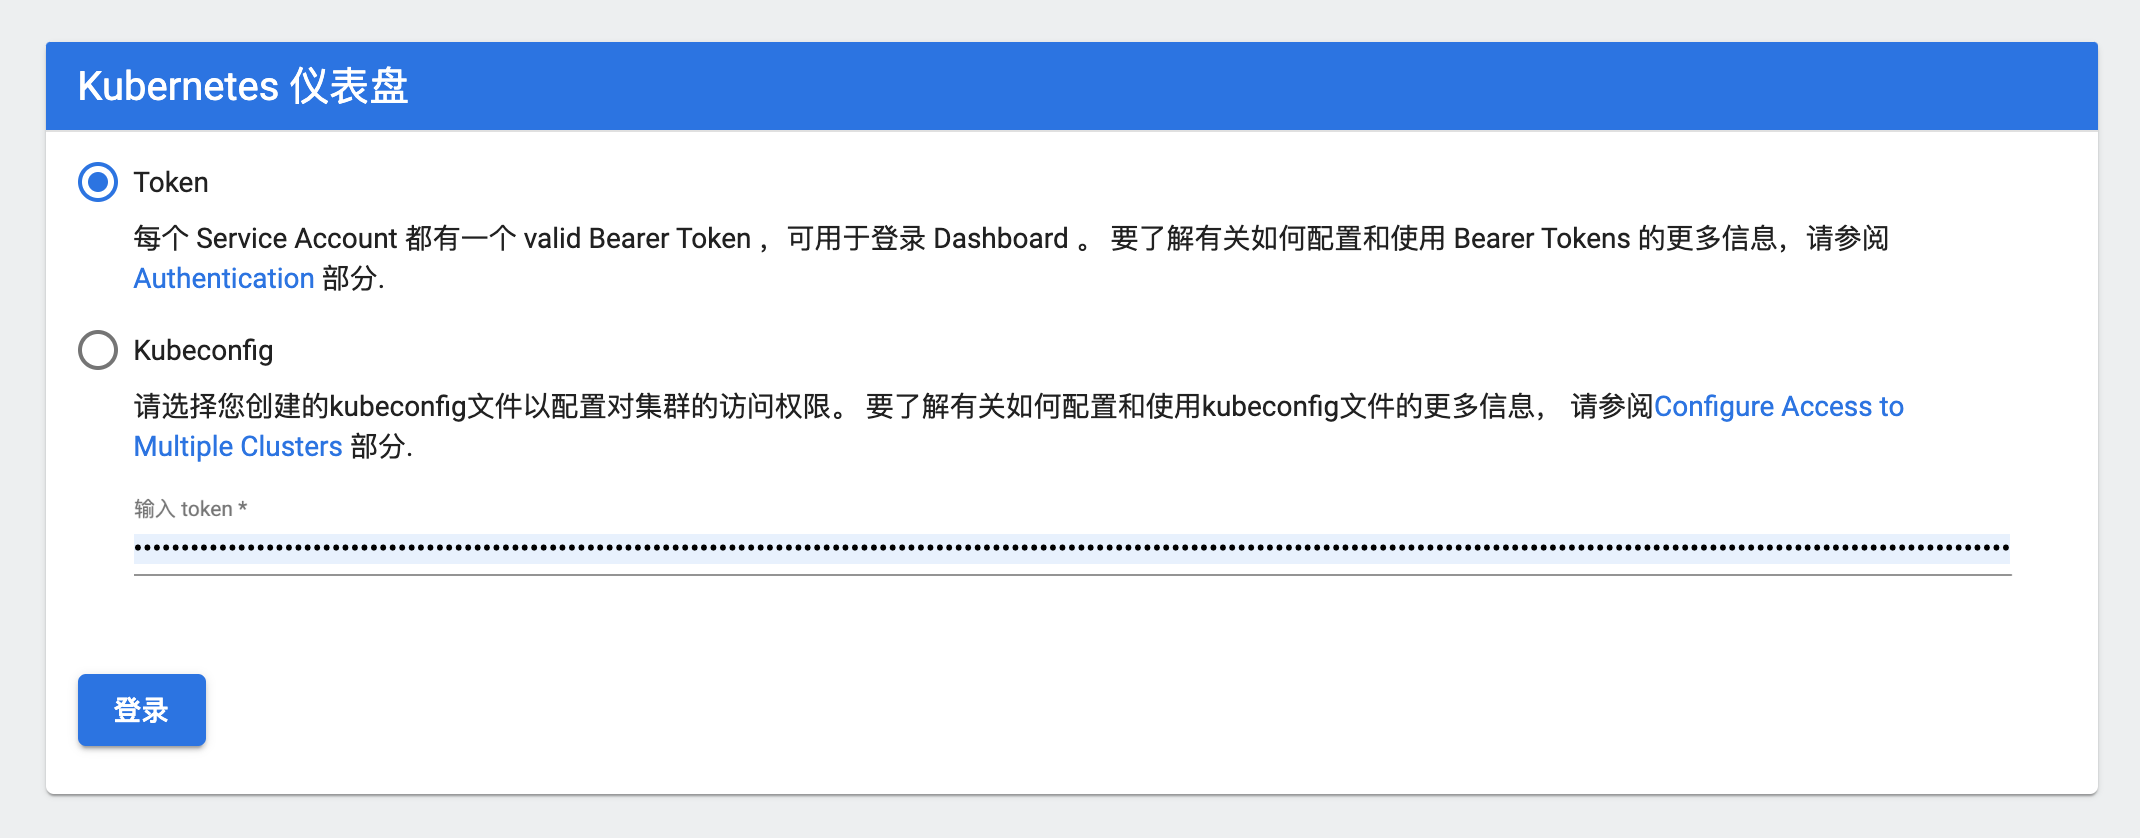 Kubernetes 仪表盘
Token
每个 Service Account 都有一个 valid Bearer Token ，可用于登录 Dashboard 。 要了解有关如何配置和使用 Bearer Tokens 的更多信息，请参阅
Authentication 部分.
Kubeconfig
请选择您创建的kubeconfig文件以配置对集群的访问权限。 要了解有关如何配置和使用kubeconfig文件的更多信息， 请参阅Configure Access to
Multiple Clusters 部分.
输入 token *
登录